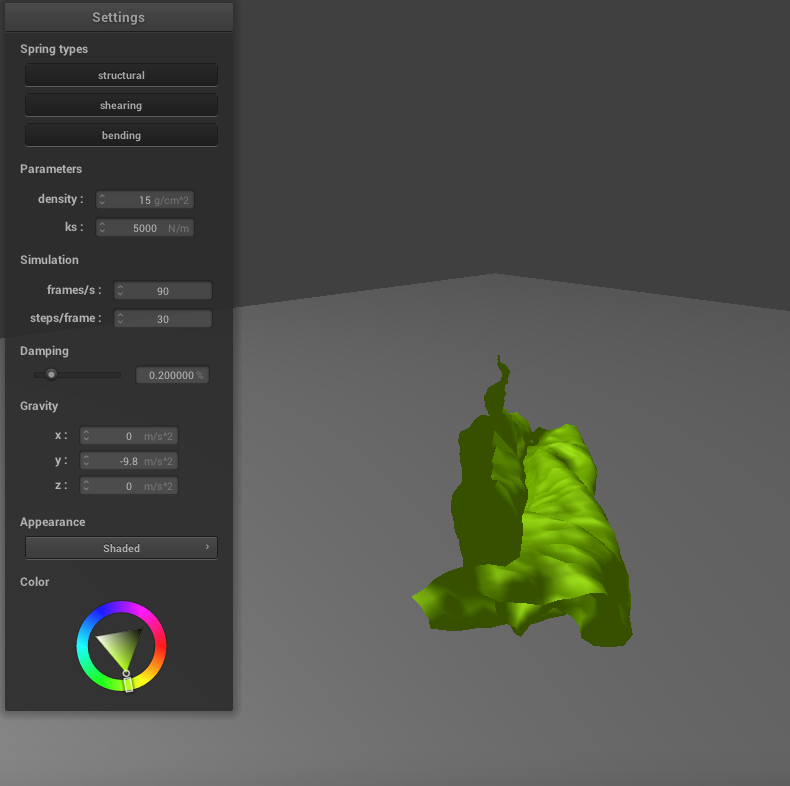 Settings
Spring types
structural
shearing
bending
Parameters
density : 15 g/cm^2
ks : 5000 N/m
Simulation
frames/s : 90
steps/frame : 30
Damping
0.200000 %
Gravity
x : 0 m/s^2
y : -9.8 m/s^2
z : 0 m/s^2
Appearance
Shaded
Color